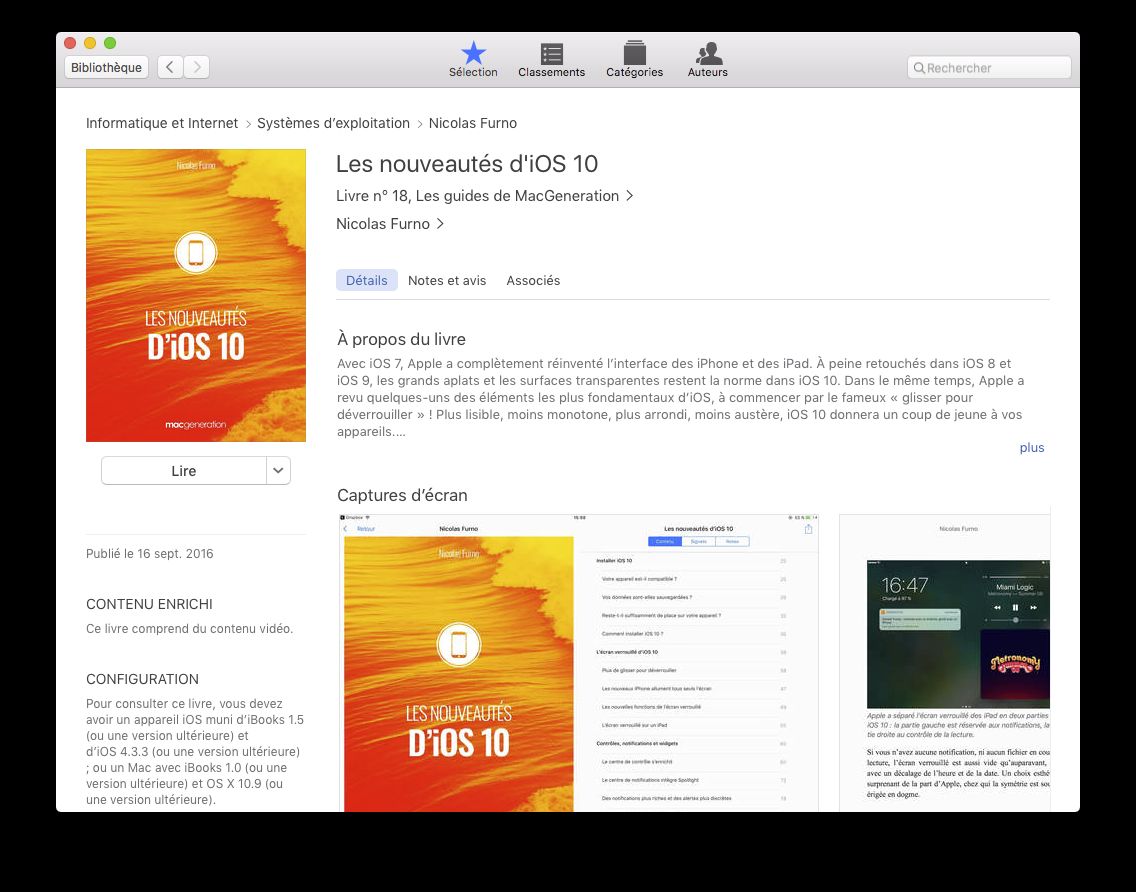 Sélection
Classements
Catégories
Auteurs
Bibliothèque
Rechercher
Informatique et Internet > Systèmes d’exploitation > Nicolas Furno
Nicolas Furno
LES NOUVEAUTÉS
D’iOS 10
macgeneration
Lire
Publié le 16 sept. 2016
CONTENU ENRICHI
Ce livre comprend du contenu vidéo.
CONFIGURATION
Pour consulter ce livre, vous devez
avoir un appareil iOS muni d’iBooks 1.5
(ou une version ultérieure) et
d’iOS 4.3.3 (ou une version ultérieure)
; ou un Mac avec iBooks 1.0 (ou une
version ultérieure) et OS X 10.9 (ou
une version ultérieure).
Les nouveautés d'iOS 10
Livre n° 18, Les guides de MacGeneration >
Nicolas Furno >
Détails
Notes et avis
Associés
À propos du livre
Avec iOS 7, Apple a complètement réinventé l’interface des iPhone et des iPad. À peine retouchés dans iOS 8 et
iOS 9, les grands aplats et les surfaces transparentes restent la norme dans iOS 10. Dans le même temps, Apple a
revu quelques-uns des éléments les plus fondamentaux d’iOS, à commencer par le fameux « glisser pour
déverrouiller » ! Plus lisible, moins monotone, plus arrondi, moins austère, iOS 10 donnera un coup de jeune à vos
appareils.…
plus
Captures d’écran
Dropbox
Retour
Nicolas Furno
Nicolas Furno
LES NOUVEAUTÉS
D’iOS 10
Les nouveautés d’iOS 10
Contenu
Signets
Notes
Installer iOS 10
Votre appareil est-il compatible ?
Vos données sont-elles sauvegardées ?
Reste-t-il suffisamment de place sur votre appareil ?
Comment installer iOS 10 ?
L’écran verrouillé d’iOS 10
Plus de glisser pour déverrouiller
Les nouveaux iPhone allument tous seuls l’écran
Les nouvelles fonctions de l’écran verrouillé
L’écran verrouillé sur un iPad
Contrôles, notifications et widgets
Le centre de contrôle s’enrichit
Le centre de notifications intègre Spotlight
Des notifications plus riches et des alertes plus discrètes
Nicolas Furno
16:47
Chargé à 97 %
Miami Logic
Metronomy — Summer 08
Metronomy
Apple a séparé l’écran verrouillé des iPad en deux parties
iOS 10 : la partie gauche est réservée aux notifications, la
tie droite au contrôle de la lecture.
Si vous n’avez aucune notification, ni aucun fichier en cou
lecture, l’écran verrouillé est aussi vide qu’auparavant,
avec un décalage de l’heure et de la date. Un choix esthé
surprenant de la part d’Apple, chez qui la symétrie est sou
érigée en dogme.